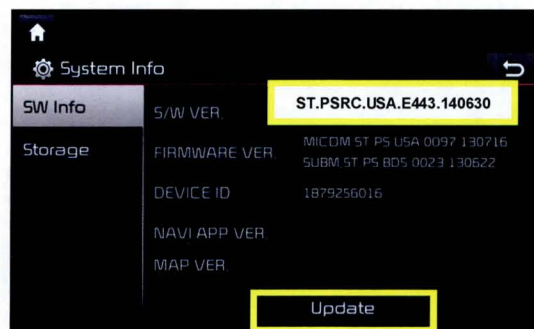 System Info
SW Info
S/W VER.
ST.PSRC.USA.E443.140630
Storage
FIRMWARE VER.
MICOM ST PS USA 0097 130716
SUBM ST PS BDS 0023 130622
DEVICE ID
1879256016
NAVI APP VER.
MAP VER.
Update